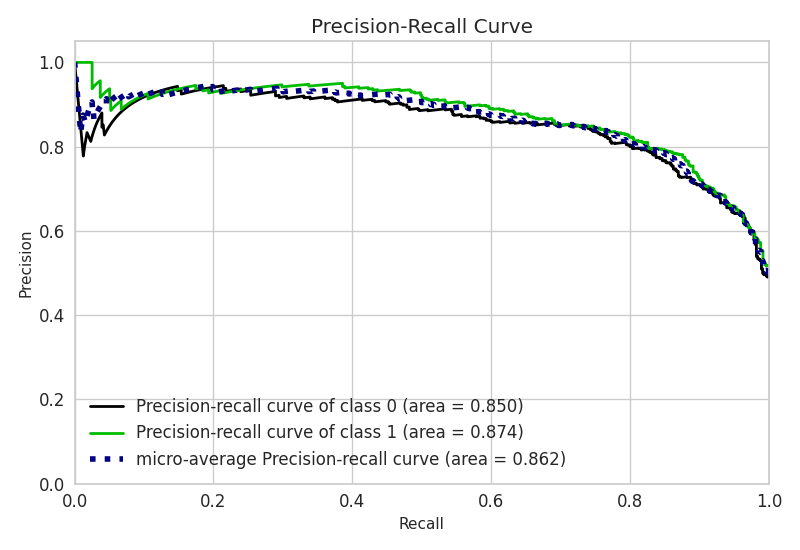 Precision-Recall Curve
1.0
0.8
0.6
0.4
0.2
0.0
Precision
Precision-recall curve of class 0 (area = 0.850)
Precision-recall curve of class 1 (area = 0.874)
micro-average Precision-recall curve (area = 0.862)
0.0 0.2 0.4 0.6 0.8 1.0
Recall